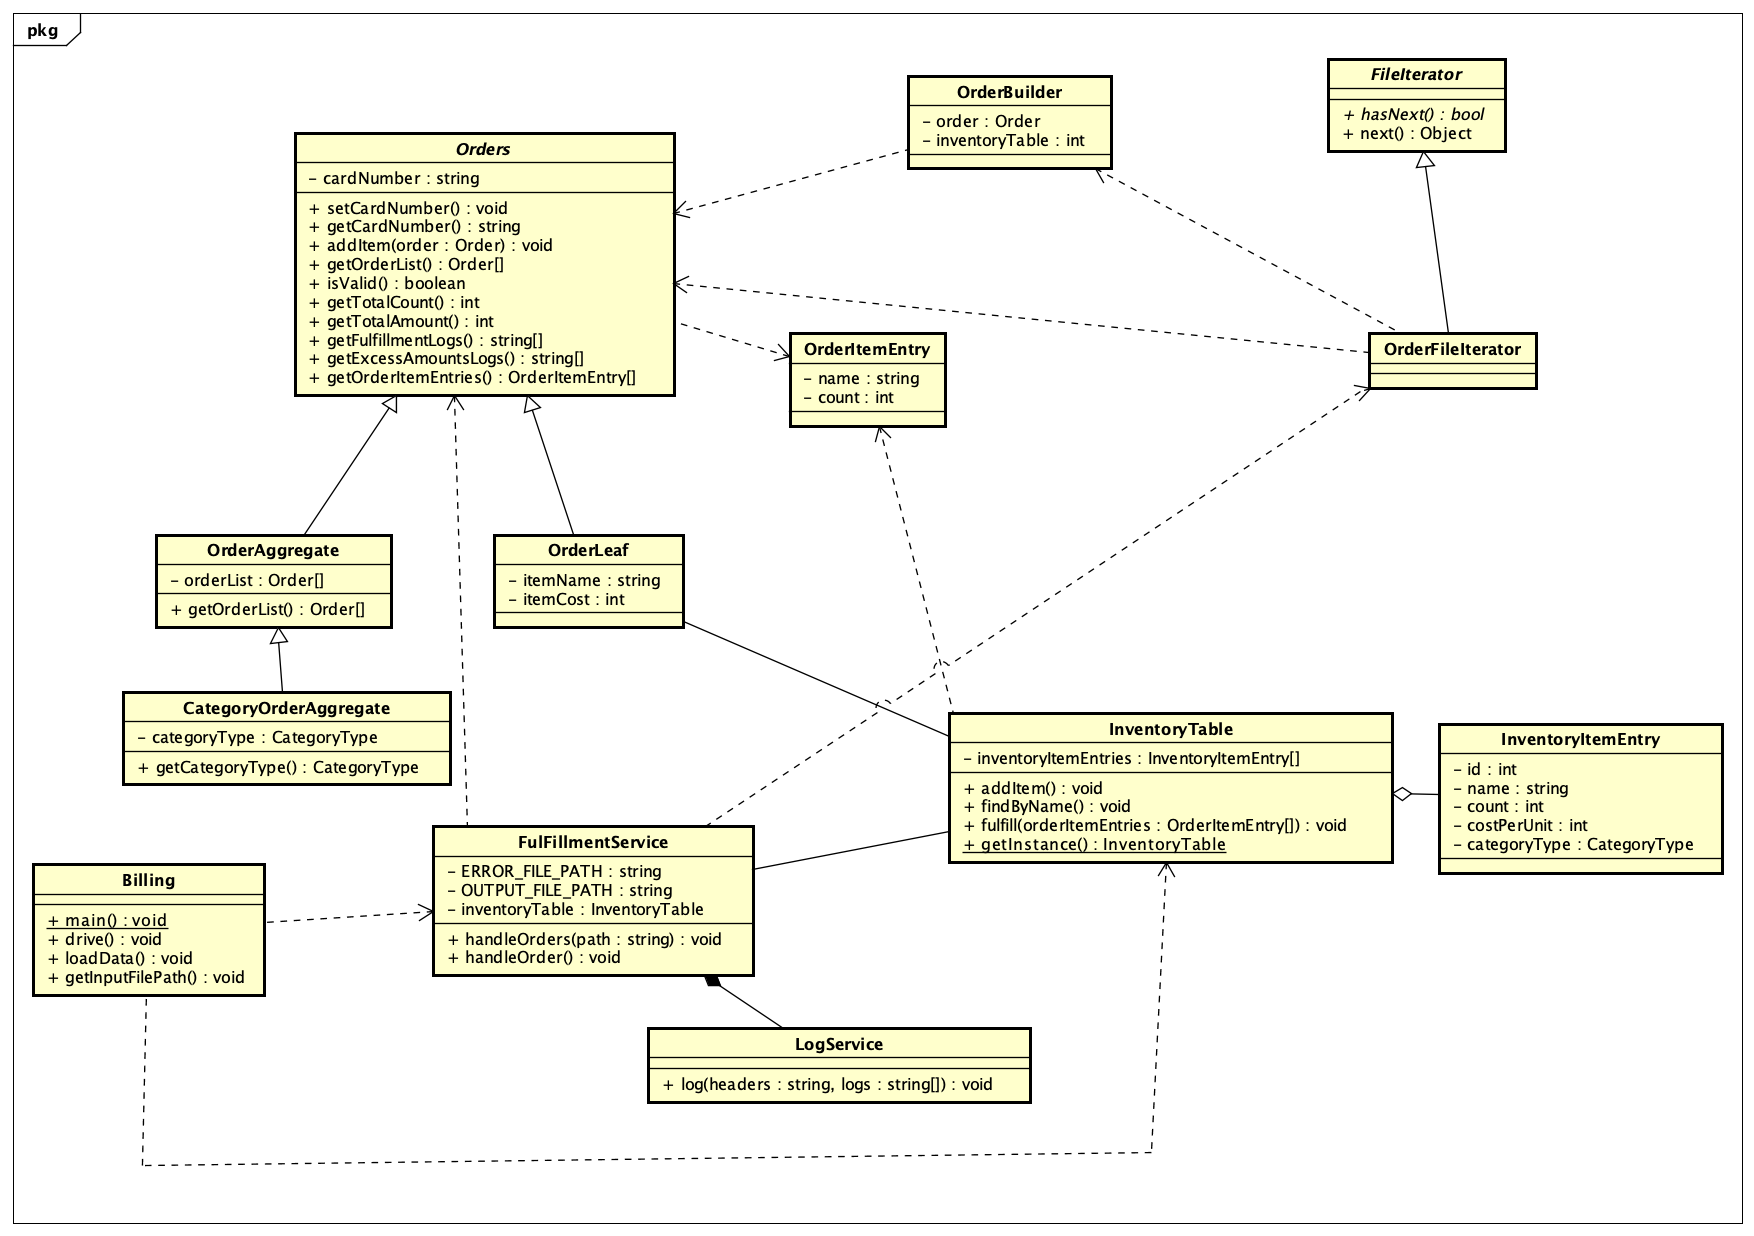 pkg
FileIterator
+ hasNext() : bool
+ next() : Object
OrderBuilder
- order : Order
- inventoryTable : int
Orders
- cardNumber : string
+ setCardNumber() : void
+ getCardNumber() : string
+ addItem(order : Order) : void
+ getOrderList() : Order[]
+ isValid() : boolean
+ getTotalCount() : int
+ getTotalAmount() : int
+ getFulfillmentLogs() : string[]
+ getExcessAmountsLogs() : string[]
+ getOrderItemEntries() : OrderItemEntry[]
OrderItemEntry
- name : string
- count : int
OrderFileIterator
OrderAggregate
- orderList : Order[]
+ getOrderList() : Order[]
OrderLeaf
- itemName : string
- itemCost : int
CategoryOrderAggregate
- categoryType : CategoryType
+ getCategoryType() : CategoryType
InventoryTable
- inventoryItemEntries : InventoryItemEntry[]
+ addItem() : void
+ findByName() : void
+ fulfill(orderItemEntries : OrderItemEntry[]) : void
+ getInstance() : InventoryTable
InventoryItemEntry
- id : int
- name : string
- count : int
- costPerUnit : int
- categoryType : CategoryType
FulFillmentService
- ERROR_FILE_PATH : string
- OUTPUT_FILE_PATH : string
- inventoryTable : InventoryTable
+ handleOrders(path : string) : void
+ handleOrder() : void
Billing
+ main() : void
+ drive() : void
+ loadData() : void
+ getInputFilePath() : void
LogService
+ log(headers : string, logs : string[]) : void